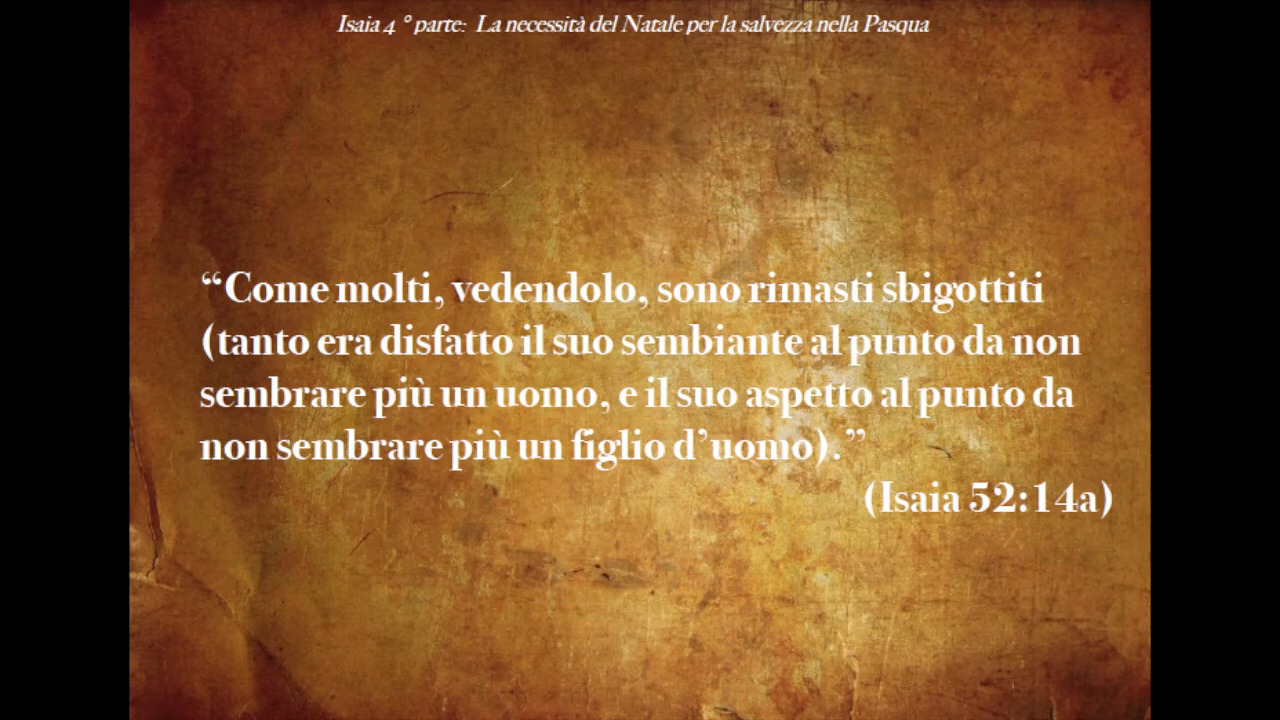 Isaia 4 ° parte: La necessità del Natale per la salvezza nella Pasqua
“Come molti, vedendolo, sono rimasti sbigottiti
(tanto era disfatto il suo sembiante al punto da non
sembrare più un uomo, e il suo aspetto al punto da
non sembrare più un figlio d’uomo).”
(Isaia 52:14a)